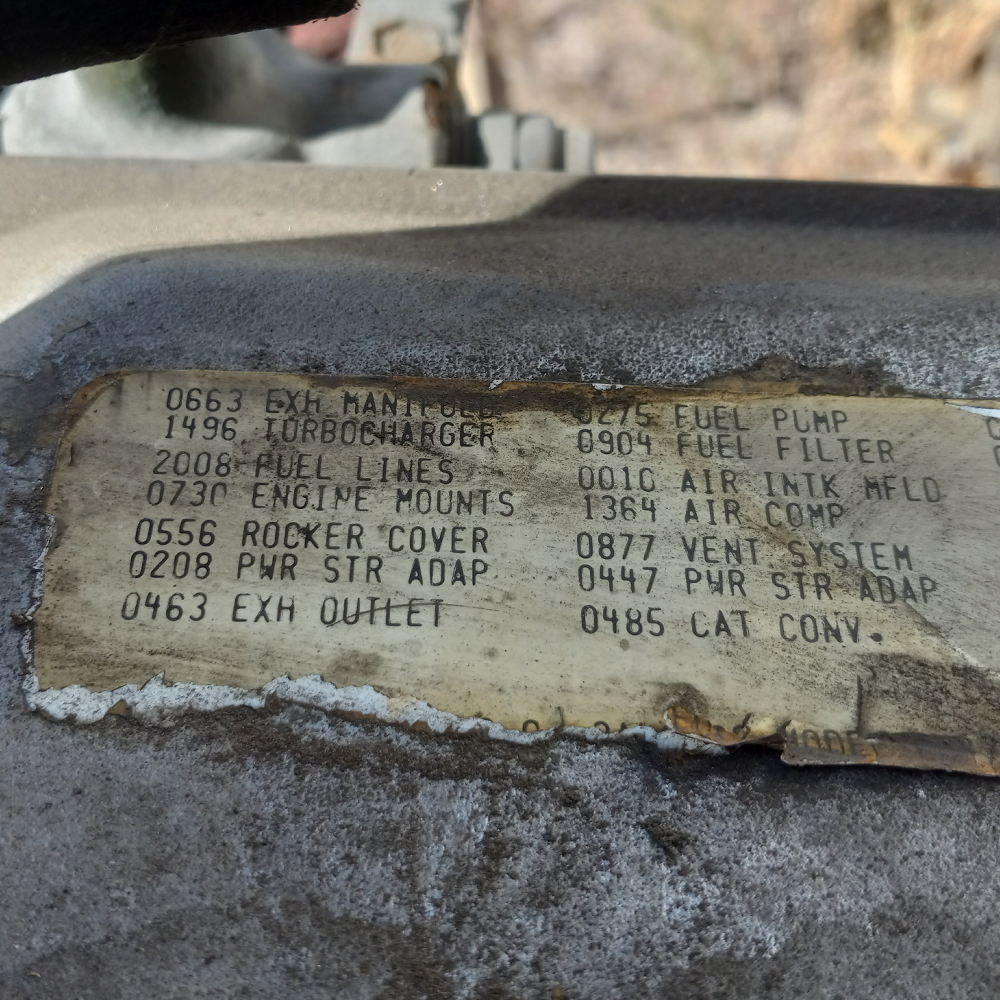 0663 EXH MANIFOLD 0275 FUEL PUMP
1496 TURBOCHARGER 0904 FUEL FILTER
2008 FUEL LINES 0010 AIR INTK MFLD
0730 ENGINE MOUNTS 1364 AIR COMP
0556 ROCKER COVER 0877 VENT SYSTEM
0208 PWR STR ADAP 0447 PWR STR ADAP
0463 EXH OUTLET 0485 CAT CONV.